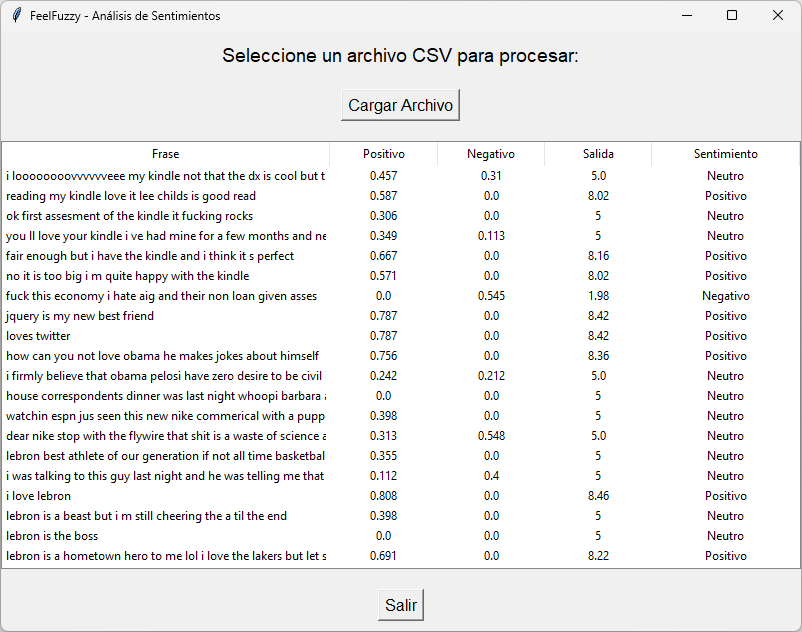 FeelFuzzy - Análisis de Sentimientos
Seleccione un archivo CSV para procesar:
Cargar Archivo
Frase Positivo Negativo Salida Sentimiento
i loooooooovvvvvveee my kindle not that the dx is cool but t 0.457 0.31 5.0 Neutro
reading my kindle love it lee childs is good read 0.587 0.0 8.02 Positivo
ok first assesment of the kindle it fucking rocks 0.306 0.0 5 Neutro
you ll love your kindle i ve had mine for a few months and ne 0.349 0.113 5 Neutro
fair enough but i have the kindle and i think it s perfect 0.667 0.0 8.16 Positivo
no it is too big i m quite happy with the kindle 0.571 0.0 8.02 Positivo
fuck this economy i hate aig and their non loan given asses 0.0 0.545 1.98 Negativo
jquery is my new best friend 0.787 0.0 8.42 Positivo
loves twitter 0.787 0.0 8.42 Positivo
how can you not love obama he makes jokes about himself 0.756 0.0 8.36 Positivo
i firmly believe that obama pelosi have zero desire to be civil 0.242 0.212 5.0 Neutro
house correspondents dinner was last night whoopi barbara a 0.0 0.0 5 Neutro
watchin espn jus seen this new nike commerical with a pupp 0.398 0.0 5 Neutro
dear nike stop with the flywire that shit is a waste of science a 0.313 0.548 5.0 Neutro
lebron best athlete of our generation if not all time basketbal 0.355 0.0 5 Neutro
i was talking to this guy last night and he was telling me that 0.112 0.4 5 Neutro
i love lebron 0.808 0.0 8.46 Positivo
lebron is a beast but i m still cheering the a til the end 0.398 0.0 5 Neutro
lebron is the boss 0.0 0.0 5 Neutro
lebron is a hometown hero to me lol i love the lakers but let s 0.691 0.0 8.22 Positivo
Salir